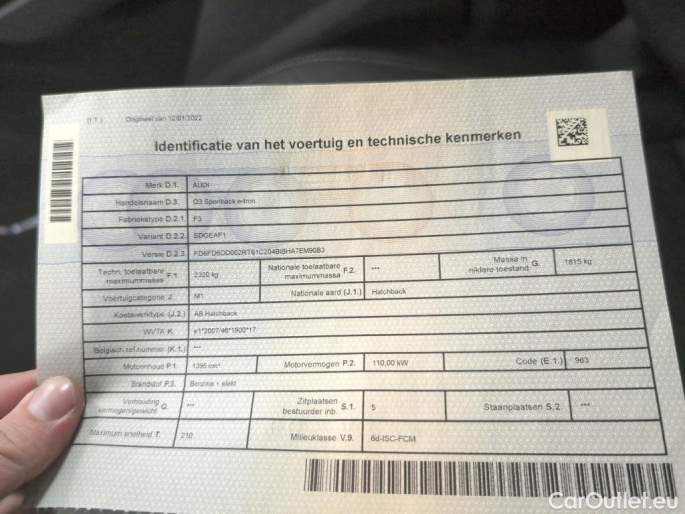 (1.1) Origineel van 12/01/2022
Identificatie van het voertuig en technische kenmerken
Merk D.1. AUDI
Handelsnaam D.3. Q3 Sportback e-tron
Fabriekstype D.2.1. F3
Variant D.2.2. SDGEAF1
Versie D.2.3.
Techn. toelaatbare maximummassa F.1. 2320 kg Nationale toelaatbare maximummassa F.2. --- Massa in rijklare toestand G. 1815 kg
Voertuigcategorie J. M1 Nationale aard (J.1.) Hatchback
Koetswerktype (J.2.) AB Hatchback
WVTA K. e1*2007/46*1900*17
Belgisch ref.nummer (K.1.) ---
Motorinhoud P.1. 1395 cm³ Motorvermogen P.2. 110,00 kW Code (E.1.) 963
Brandstof P.3. Benzine + elekt
Verhouding vermogen/gewicht Q. --- Zitplaatsen bestuurder inb. S.1. 5 Staanplaatsen S.2. ---
Maximum snelheid T. 210 Milieuklasse V.9. 6d-ISC-FCM
CarOutlet.eu